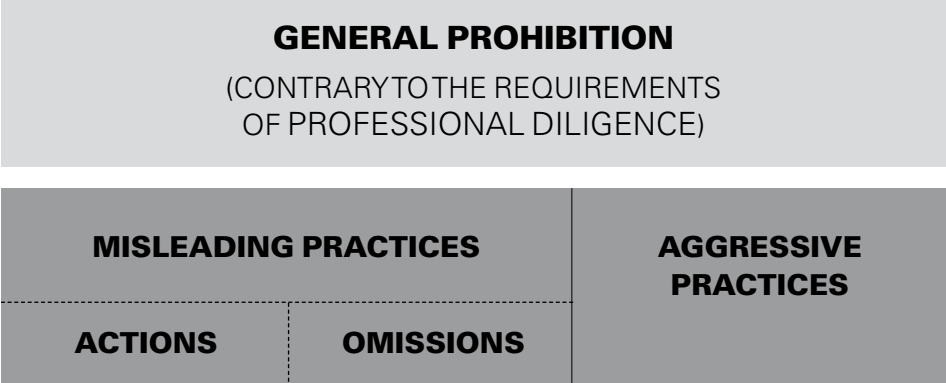 GENERAL PROHIBITION
(CONTRARY TO THE REQUIREMENTS
OF PROFESSIONAL DILIGENCE)
MISLEADING PRACTICES
AGGRESSIVE
PRACTICES
ACTIONS
OMISSIONS